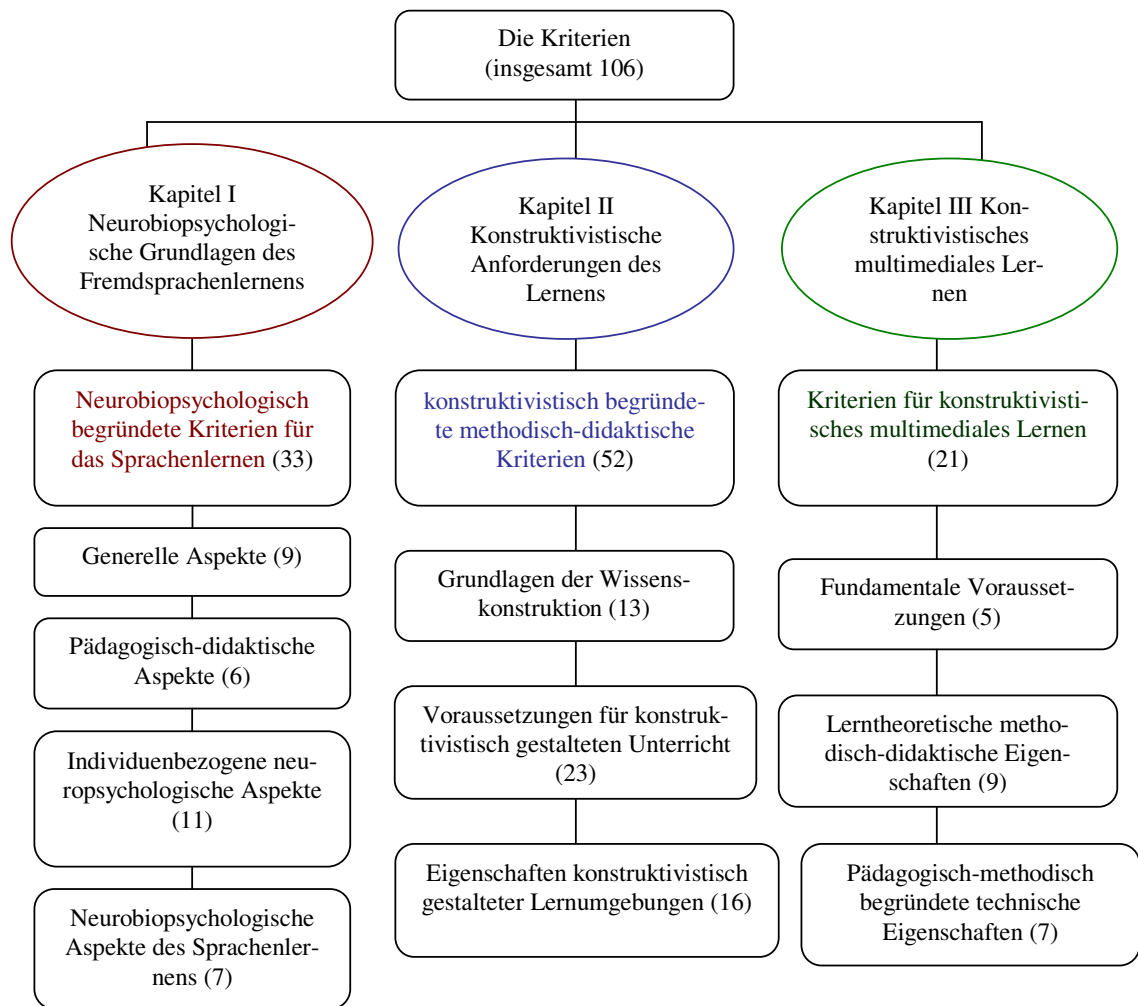 Die Kriterien
(insgesamt 106)
Kapitel I
Neurobiopsychologi-
sche Grundlagen des
Fremdsprachenlernens
Kapitel II
Konstruktivistische
Anforderungen des
Lernens
Kapitel III Kon-
struktivistisches
multimediales Ler-
nen
Neurobiopsychologisch
begründete Kriterien für
das Sprachenlernen (33)
konstruktivistisch begründe-
te methodisch-didaktische
Kriterien (52)
Kriterien für konstruktivisti-
sches multimediales Lernen
(21)
Generelle Aspekte (9)
Pädagogisch-didaktische
Aspekte (6)
Individuenbezogene neu-
ropsychologische Aspekte
(11)
Neurobiopsychologische
Aspekte des Sprachenler-
nens (7)
Grundlagen der Wissens-
konstruktion (13)
Voraussetzungen für konstruk-
tivistisch gestalteten Unterricht
(23)
Eigenschaften konstruktivistisch
gestalteter Lernumgebungen (16)
Fundamentale Vorausset-
zungen (5)
Lerntheoretische metho-
disch-didaktische Eigen-
schaften (9)
Pädagogisch-methodisch
begründete technische
Eigenschaften (7)